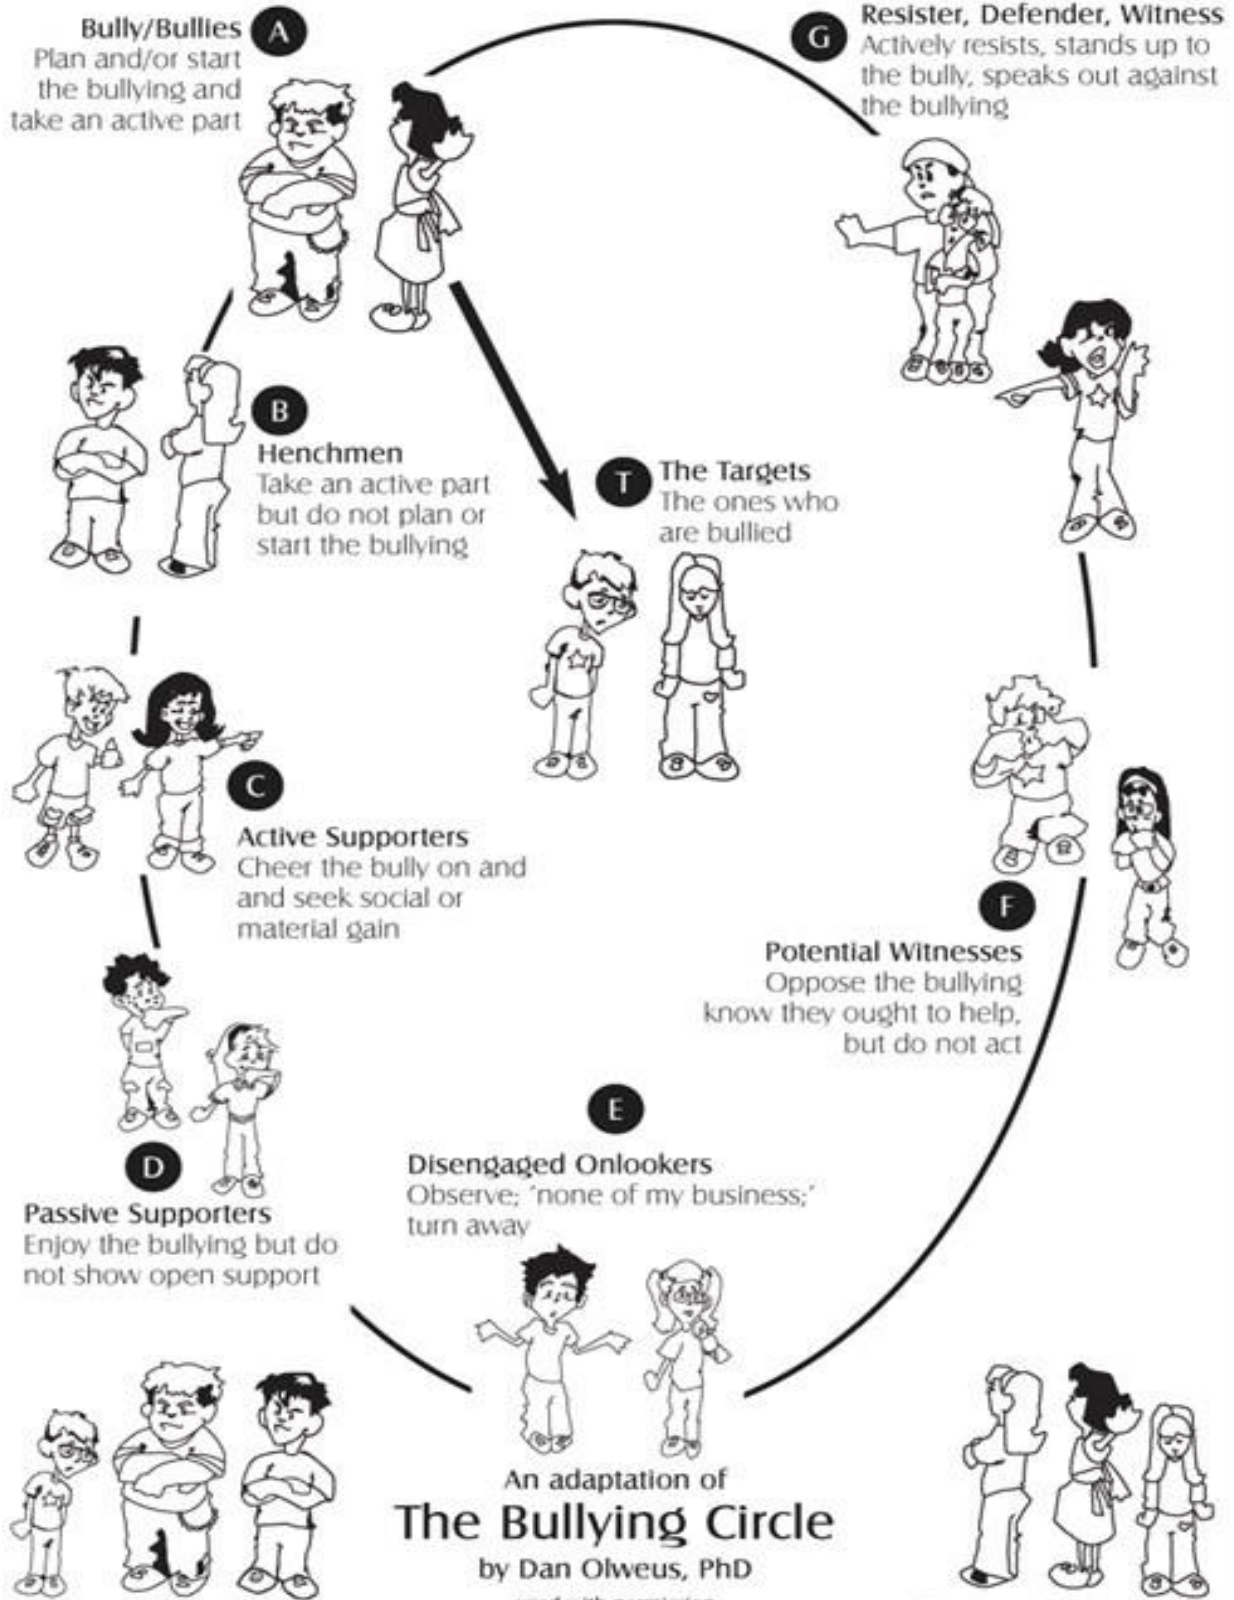 A
Bully/Bullies
Plan and/or start
the bullying and
take an active part
G
Resister, Defender, Witness
Actively resists, stands up to
the bully, speaks out against
the bullying
B
Henchmen
Take an active part
but do not plan or
start the bullying
T
The Targets
The ones who
are bullied
C
Active Supporters
Cheer the bully on and
and seek social or
material gain
F
Potential Witnesses
Oppose the bullying
know they ought to help,
but do not act
D
Passive Supporters
Enjoy the bullying but do
not show open support
E
Disengaged Onlookers
Observe; 'none of my business;'
turn away
An adaptation of
The Bullying Circle
by Dan Olweus, PhD
used with permission